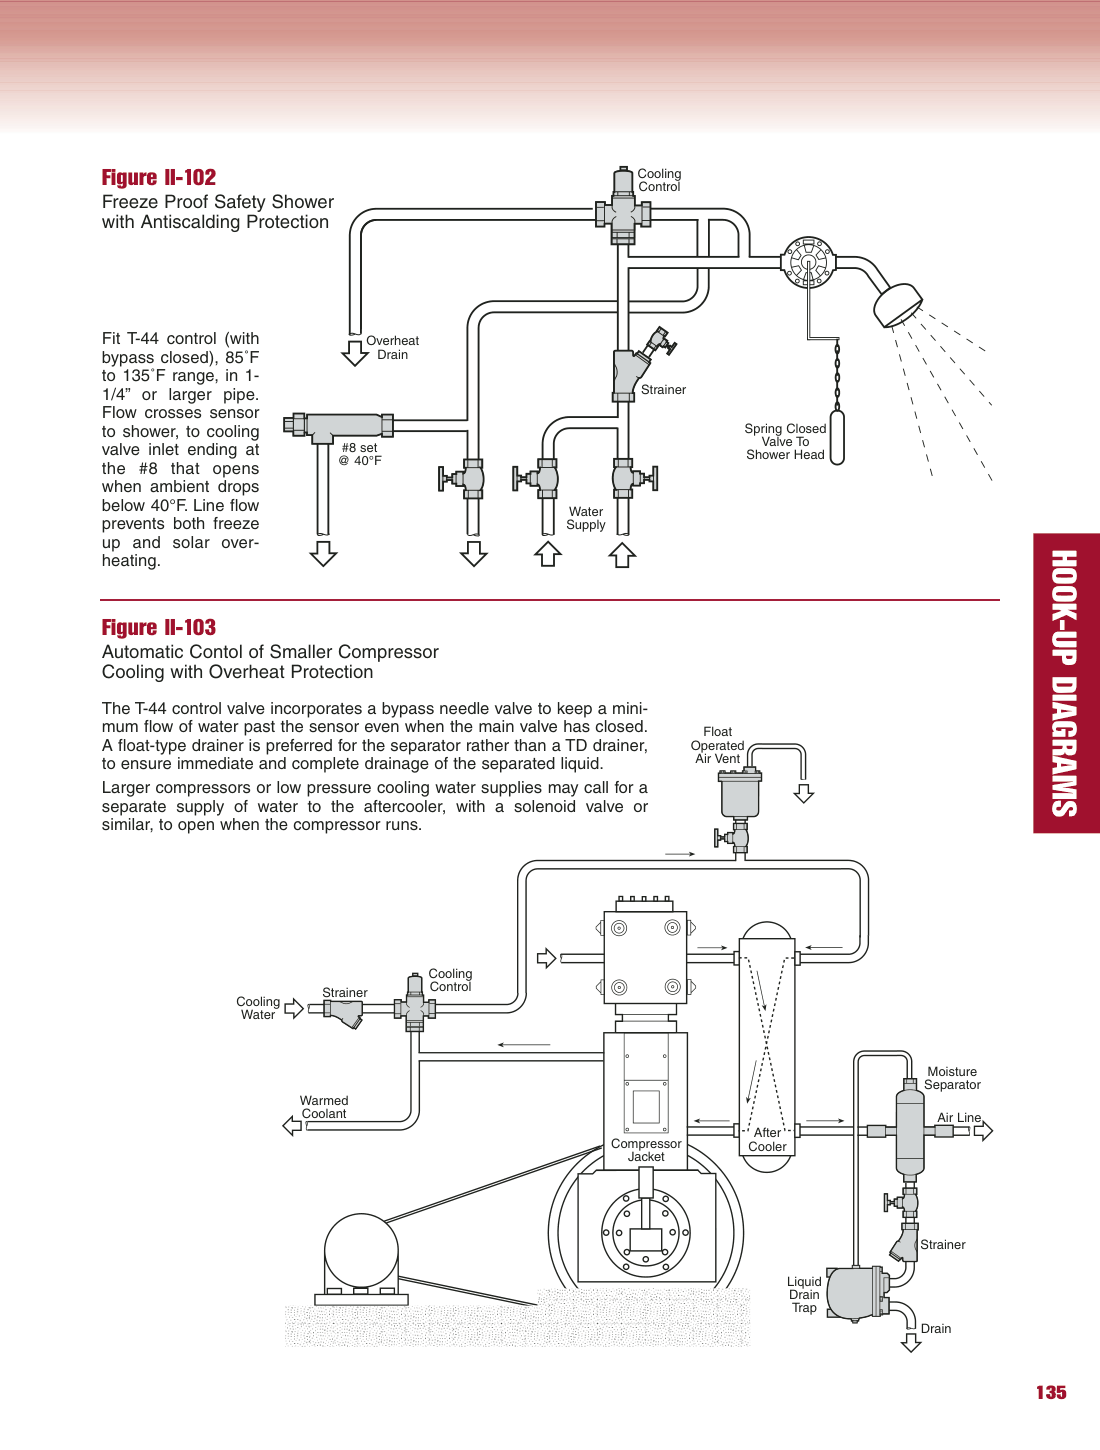 Figure II-102
Freeze Proof Safety Shower
with Antiscalding Protection
Cooling
Control
Fit T-44 control (with
bypass closed), 85˚F
to 135˚F range, in 1-
1/4” or larger pipe.
Flow crosses sensor
to shower, to cooling
valve inlet ending at
the #8 that opens
when ambient drops
below 40°F. Line flow
prevents both freeze
up and solar over-
heating.
Overheat
Drain
Strainer
#8 set
@ 40°F
Spring Closed
Valve To
Shower Head
Water
Supply
HOOK-UP DIAGRAMS
Figure II-103
Automatic Contol of Smaller Compressor
Cooling with Overheat Protection
The T-44 control valve incorporates a bypass needle valve to keep a mini-
mum flow of water past the sensor even when the main valve has closed.
A float-type drainer is preferred for the separator rather than a TD drainer,
to ensure immediate and complete drainage of the separated liquid.
Larger compressors or low pressure cooling water supplies may call for a
separate supply of water to the aftercooler, with a solenoid valve or
similar, to open when the compressor runs.
Float
Operated
Air Vent
Cooling
Control
Strainer
Cooling
Water
Warmed
Coolant
Compressor
Jacket
After
Cooler
Moisture
Separator
Air Line
Strainer
Liquid
Drain
Trap
Drain
135